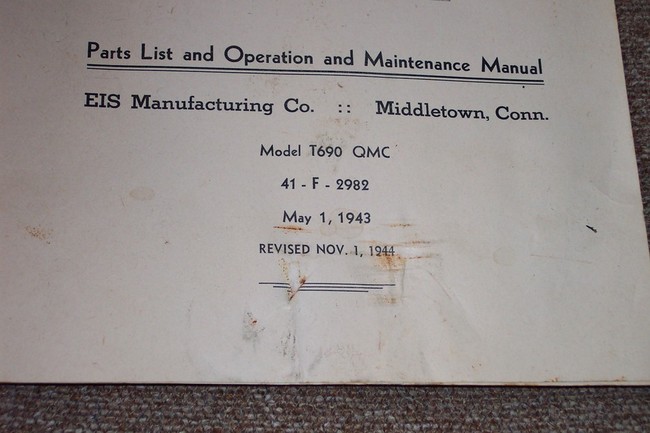 Parts List and Operation and Maintenance Manual
EIS Manufacturing Co. :: Middletown, Conn.
Model T690 QMC
41 - F - 2982
May 1, 1943
REVISED NOV. 1, 1944